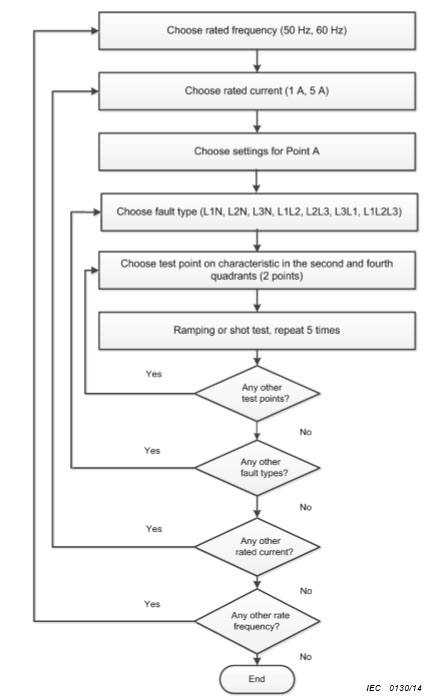 Choose rated frequency (50 Hz, 60 Hz)
Choose rated current (1 A, 5 A)
Choose settings for Point A
Choose fault type (L1N, L2N, L3N, L1L2, L2L3, L3L1, L1L2L3)
Choose test point on characteristic in the second and fourth
quadrants (2 points)
Ramping or shot test, repeat 5 times
Yes
Any other
test points?
No
Yes
Any other
fault types?
No
Yes
Any other
rated current?
No
Yes
Any other rate
frequency?
No
End
IEC 0130/14